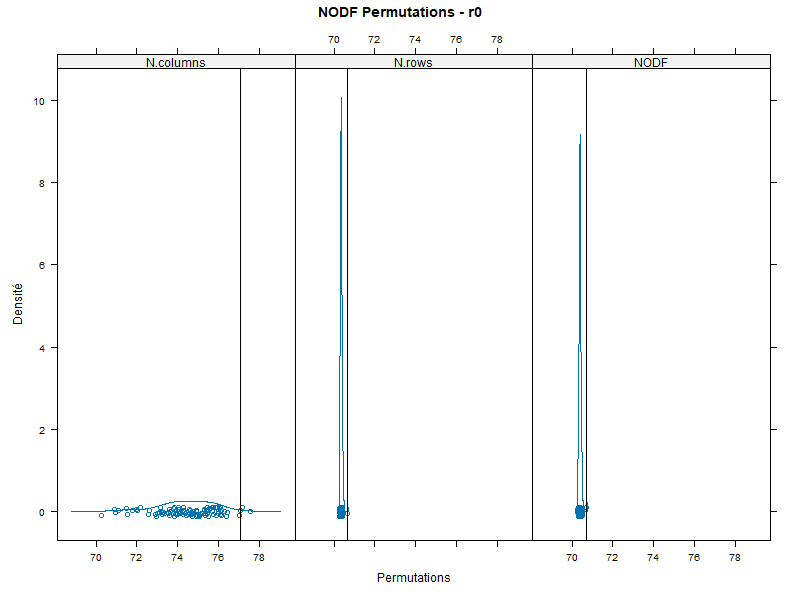 NODF Permutations - r0
70 72 74 76 78
N.columns N.rows NODF
10
8
6
4
2
0
Densité
70 72 74 76 78 70 72 74 76 78
Permutations